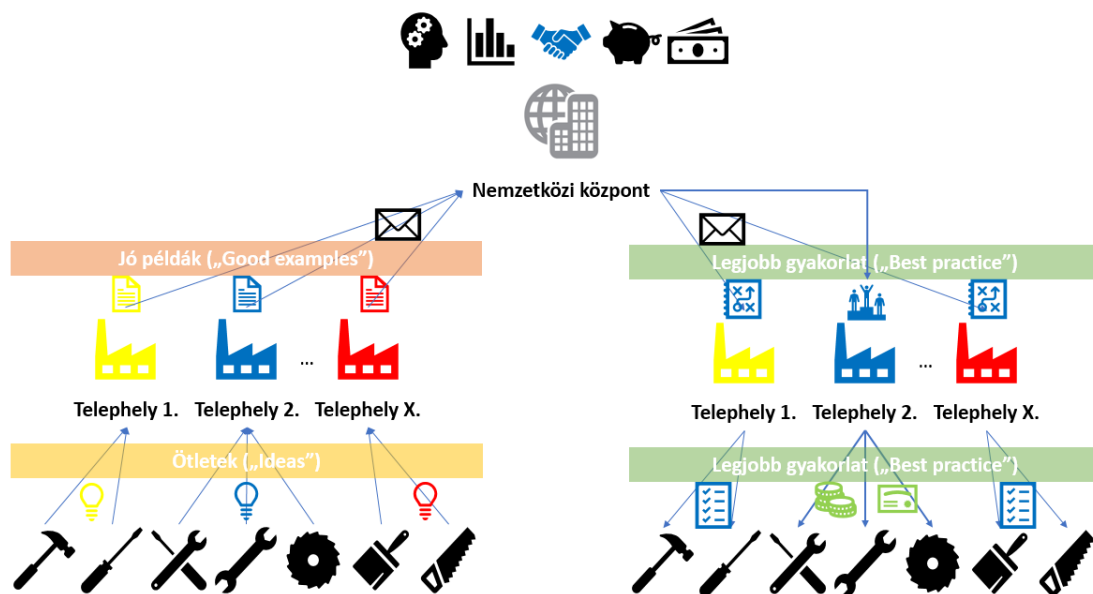 Nemzetközi központ
Jó példák („Good examples”)
Legjobb gyakorlat („Best practice”)
...
...
Telephely 1.
Telephely 2.
Telephely X.
Telephely 1.
Telephely 2.
Telephely X.
Ötletek („Ideas”)
Legjobb gyakorlat („Best practice”)